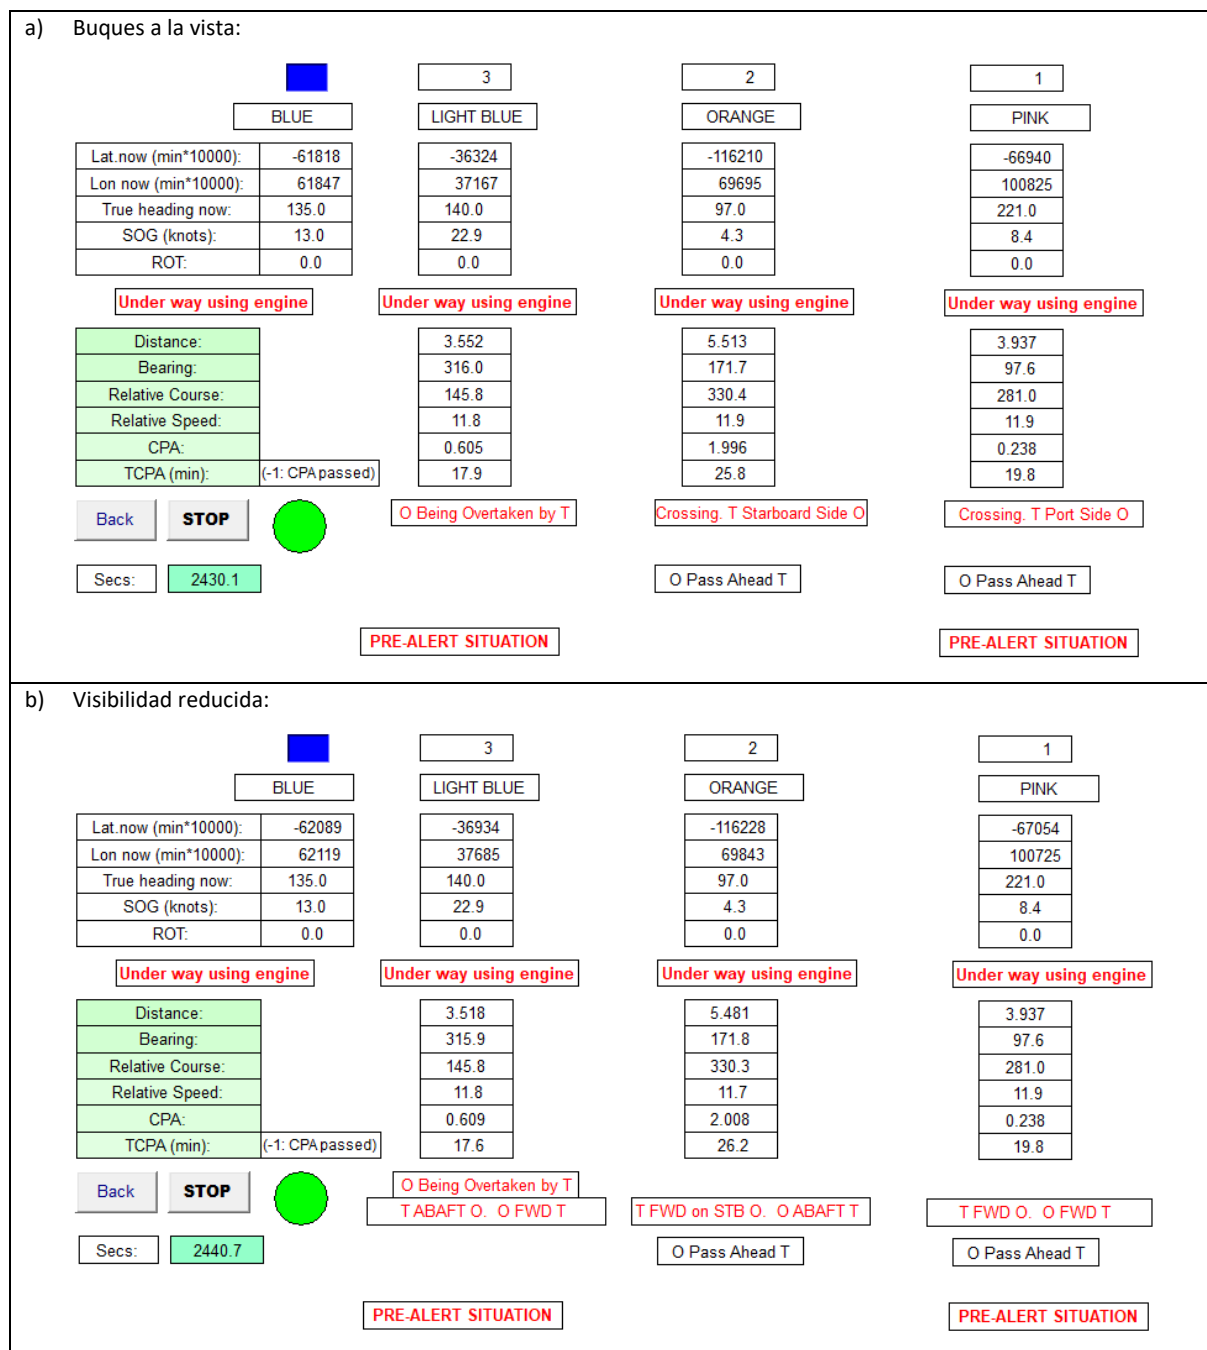 a) Buques a la vista:
3 2 1
BLUE LIGHT BLUE ORANGE PINK
Lat.now (min*10000): -61818 -36324 -116210 -66940
Lon now (min*10000): 61847 37167 69695 100825
True heading now: 135.0 140.0 97.0 221.0
SOG (knots): 13.0 22.9 4.3 8.4
ROT: 0.0 0.0 0.0 0.0
Under way using engine Under way using engine Under way using engine Under way using engine
Distance: 3.552 5.513 3.937
Bearing: 316.0 171.7 97.6
Relative Course: 145.8 330.4 281.0
Relative Speed: 11.8 11.9 11.9
CPA: 0.605 1.996 0.238
TCPA (min): (-1: CPA passed) 17.9 25.8 19.8
Back STOP O Being Overtaken by T Crossing. T Starboard Side O Crossing. T Port Side O
Secs: 2430.1 O Pass Ahead T O Pass Ahead T
PRE-ALERT SITUATION PRE-ALERT SITUATION
b) Visibilidad reducida:
3 2 1
BLUE LIGHT BLUE ORANGE PINK
Lat.now (min*10000): -62089 -36934 -116228 -67054
Lon now (min*10000): 62119 37685 69843 100725
True heading now: 135.0 140.0 97.0 221.0
SOG (knots): 13.0 22.9 4.3 8.4
ROT: 0.0 0.0 0.0 0.0
Under way using engine Under way using engine Under way using engine Under way using engine
Distance: 3.518 5.481 3.937
Bearing: 315.9 171.8 97.6
Relative Course: 145.8 330.3 281.0
Relative Speed: 11.8 11.7 11.9
CPA: 0.609 2.008 0.238
TCPA (min): (-1: CPA passed) 17.6 26.2 19.8
O Being Overtaken by T
Back STOP T ABAFT O. O FWD T T FWD on STB O. O ABAFT T T FWD O. O FWD T
Secs: 2440.7 O Pass Ahead T O Pass Ahead T
PRE-ALERT SITUATION PRE-ALERT SITUATION